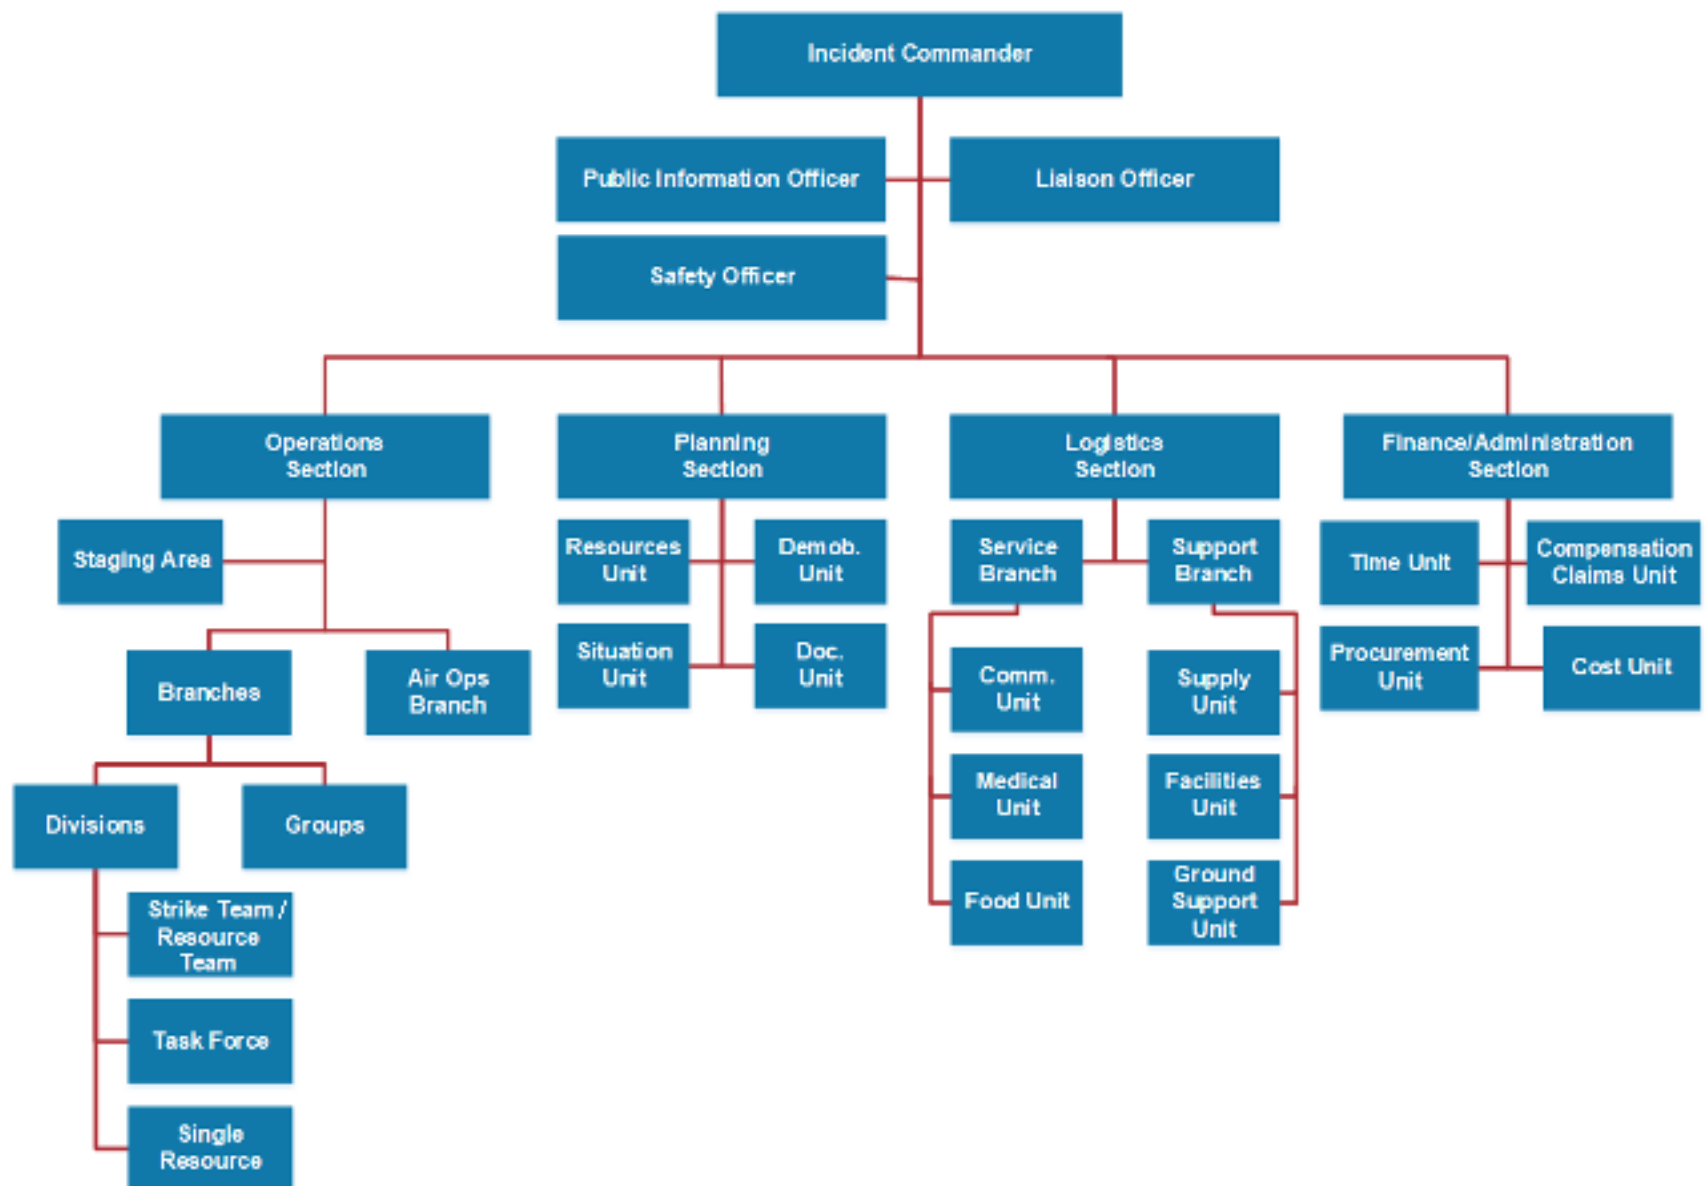 Incident Commander
Public Information Officer
Liaison Officer
Safety Officer
Operations
Section
Planning
Section
Logistics
Section
Finance/Administration
Section
Staging Area
Resources
Unit
Demob.
Unit
Service
Branch
Support
Branch
Time Unit
Compensation
Claims Unit
Branches
Air Ops
Branch
Situation
Unit
Doc.
Unit
Comm.
Unit
Supply
Unit
Procurement
Unit
Cost Unit
Divisions
Groups
Medical
Unit
Facilities
Unit
Strike Team /
Resource
Team
Food Unit
Ground
Support
Unit
Task Force
Single
Resource